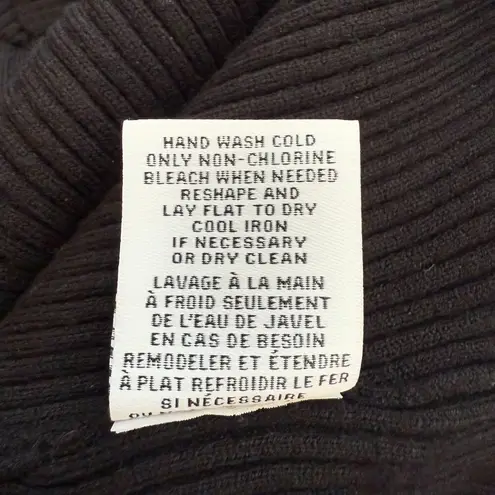 HAND WASH COLD
ONLY NON-CHLORINE
BLEACH WHEN NEEDED
RESHAPE AND
LAY FLAT TO DRY
COOL IRON
IF NECESSARY
OR DRY CLEAN
LAVAGE À LA MAIN
À FROID SEULEMENT
DE L'EAU DE JAVEL
EN CAS DE BESOIN
REMODELER ET ÉTENDRE
À PLAT REFROIDIR LE FER
SI NÉCESSAIRE